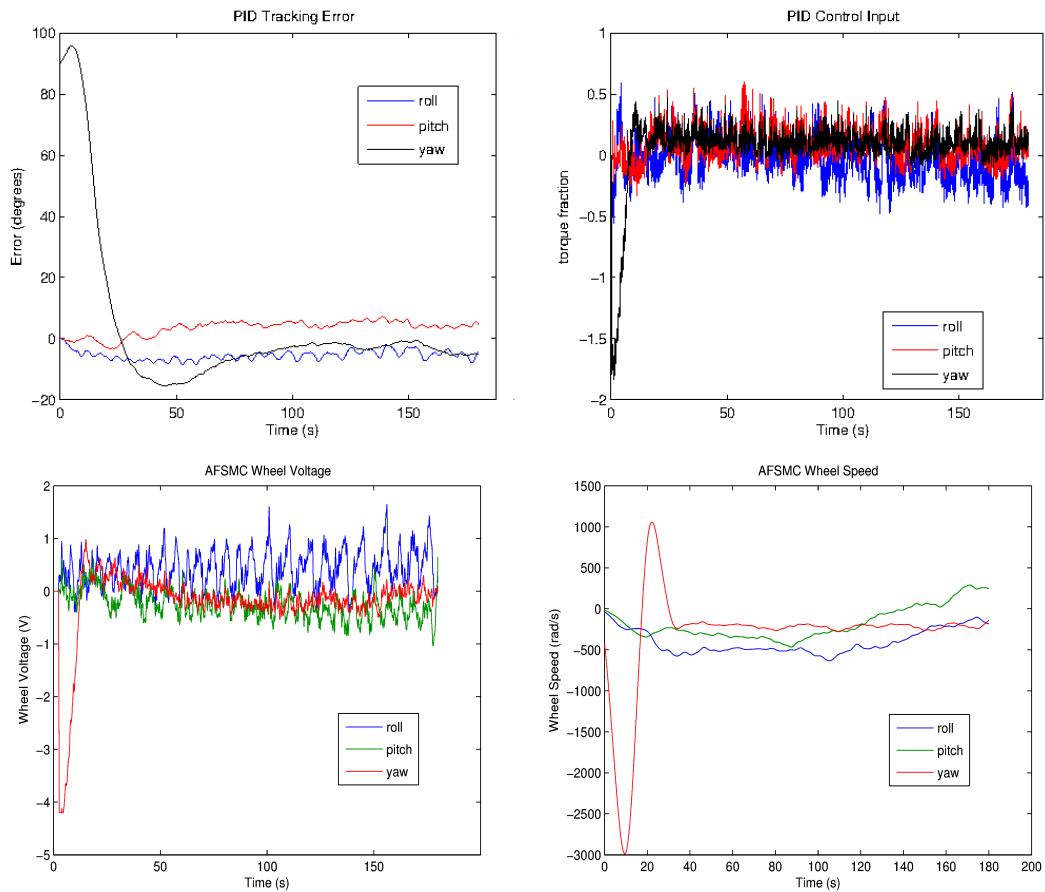 PID Tracking Error
100
80
60
40
20
0
−20
0
50
100
150
Error (degrees)
Time (s)
roll
pitch
yaw
PID Control Input
1
0.5
0
−0.5
−1
−1.5
−2
0
50
100
150
torque fraction
Time (s)
roll
pitch
yaw
AFSMC Wheel Voltage
2
1
0
−1
−2
−3
−4
−5
0
50
100
150
Wheel Voltage (V)
Time (s)
roll
pitch
yaw
AFSMC Wheel Speed
1500
1000
500
0
−500
−1000
−1500
−2000
−2500
−3000
0
20
40
60
80
100
120
140
160
180
200
Wheel Speed (rad/s)
Time (s)
roll
pitch
yaw